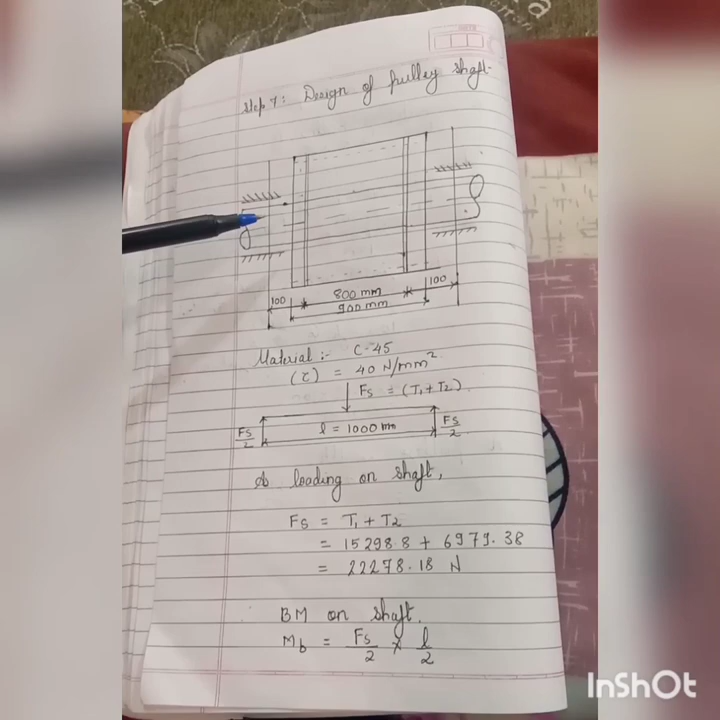 Step 7: Design of pulley shaft.
100
800 mm
100
900 mm
Material :- C-45
(τ) = 40 N/mm²
Fs = (T₁+T₂)
Fs/2
l = 1000 mm
Fs/2
loading on shaft,
Fs = T₁ + T₂
= 15298.8 + 6979.38
= 22278.18 N
BM on shaft.
Mb = Fs/2 × l/2
InShOt